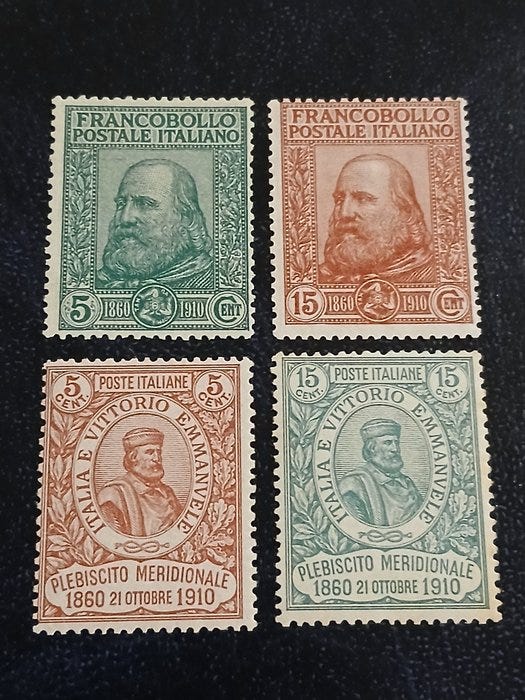 FRANCOBOLLO
POSTALE ITALIANO
5 1860 1910 CENT
FRANCOBOLLO
POSTALE ITALIANO
15 1860 1910 CENT
5 CENT. POSTE ITALIANE 5 CENT.
ITALIA E VITTORIO EMMANVELE
PLEBISCITO MERIDIONALE
1860 21 OTTOBRE 1910
15 CENT. POSTE ITALIANE 15 CENT.
ITALIA E VITTORIO EMMANVELE
PLEBISCITO MERIDIONALE
1860 21 OTTOBRE 1910